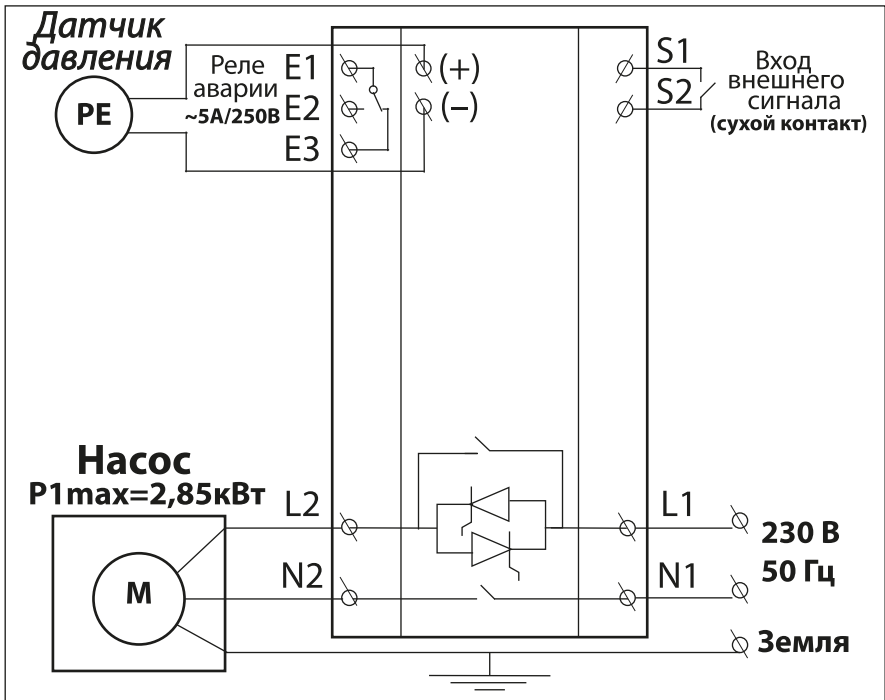 Датчик
давления
PE
Реле
аварии
~5А/250В
E1
E2
E3
(+)
(−)
S1
S2
Вход
внешнего
сигнала
(сухой контакт)
Насос
P1max=2,85кВт
M
L2
N2
L1
N1
230 В
50 Гц
Земля